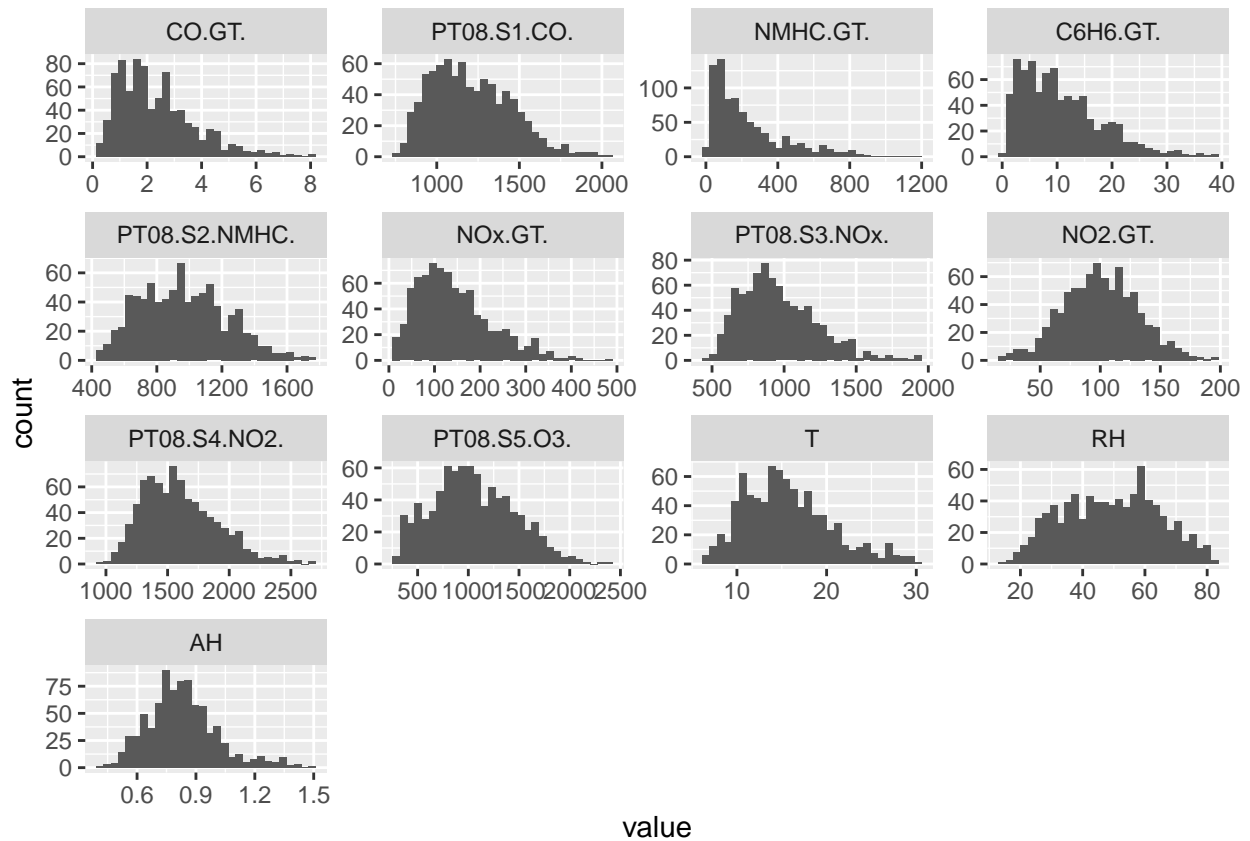 CO.GT. PT08.S1.CO. NMHC.GT. C6H6.GT.
80 60 40 20 0
60 40 20 0
100 50 0
60 40 20 0
0 2 4 6 8
1000 1500 2000
0 400 800 1200
0 10 20 30 40
PT08.S2.NMHC. NOx.GT. PT08.S3.NOx. NO2.GT.
60 40 20 0
60 40 20 0
80 60 40 20 0
60 40 20 0
400 800 1200 1600
0 100 200 300 400 500
500 1000 1500 2000
50 100 150 200
PT08.S4.NO2. PT08.S5.O3. T RH
60 40 20 0
60 40 20 0
60 40 20 0
60 40 20 0
1000 1500 2000 2500
500 1000 1500 2000 2500
10 20 30
20 40 60 80
AH
75 50 25 0
0.6 0.9 1.2 1.5
count
value